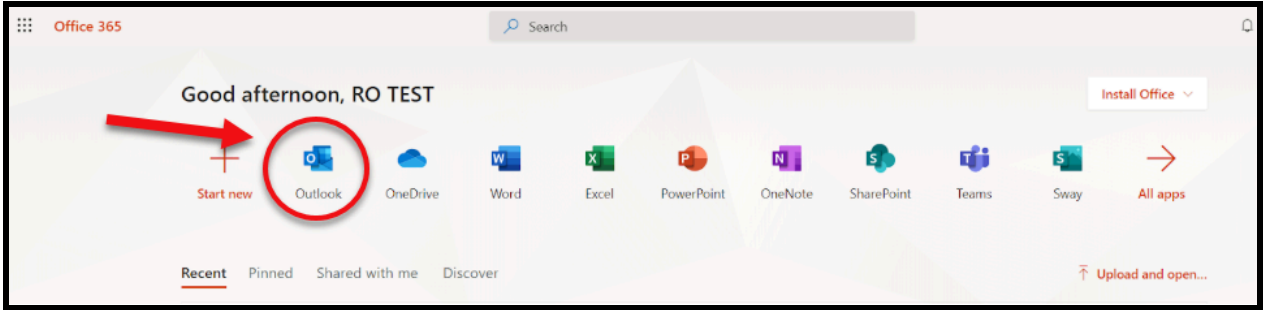 Office 365
Search
Good afternoon, RO TEST
Install Office
Start new Outlook OneDrive Word Excel PowerPoint OneNote SharePoint Teams Sway All apps
Recent Pinned Shared with me Discover
Upload and open...